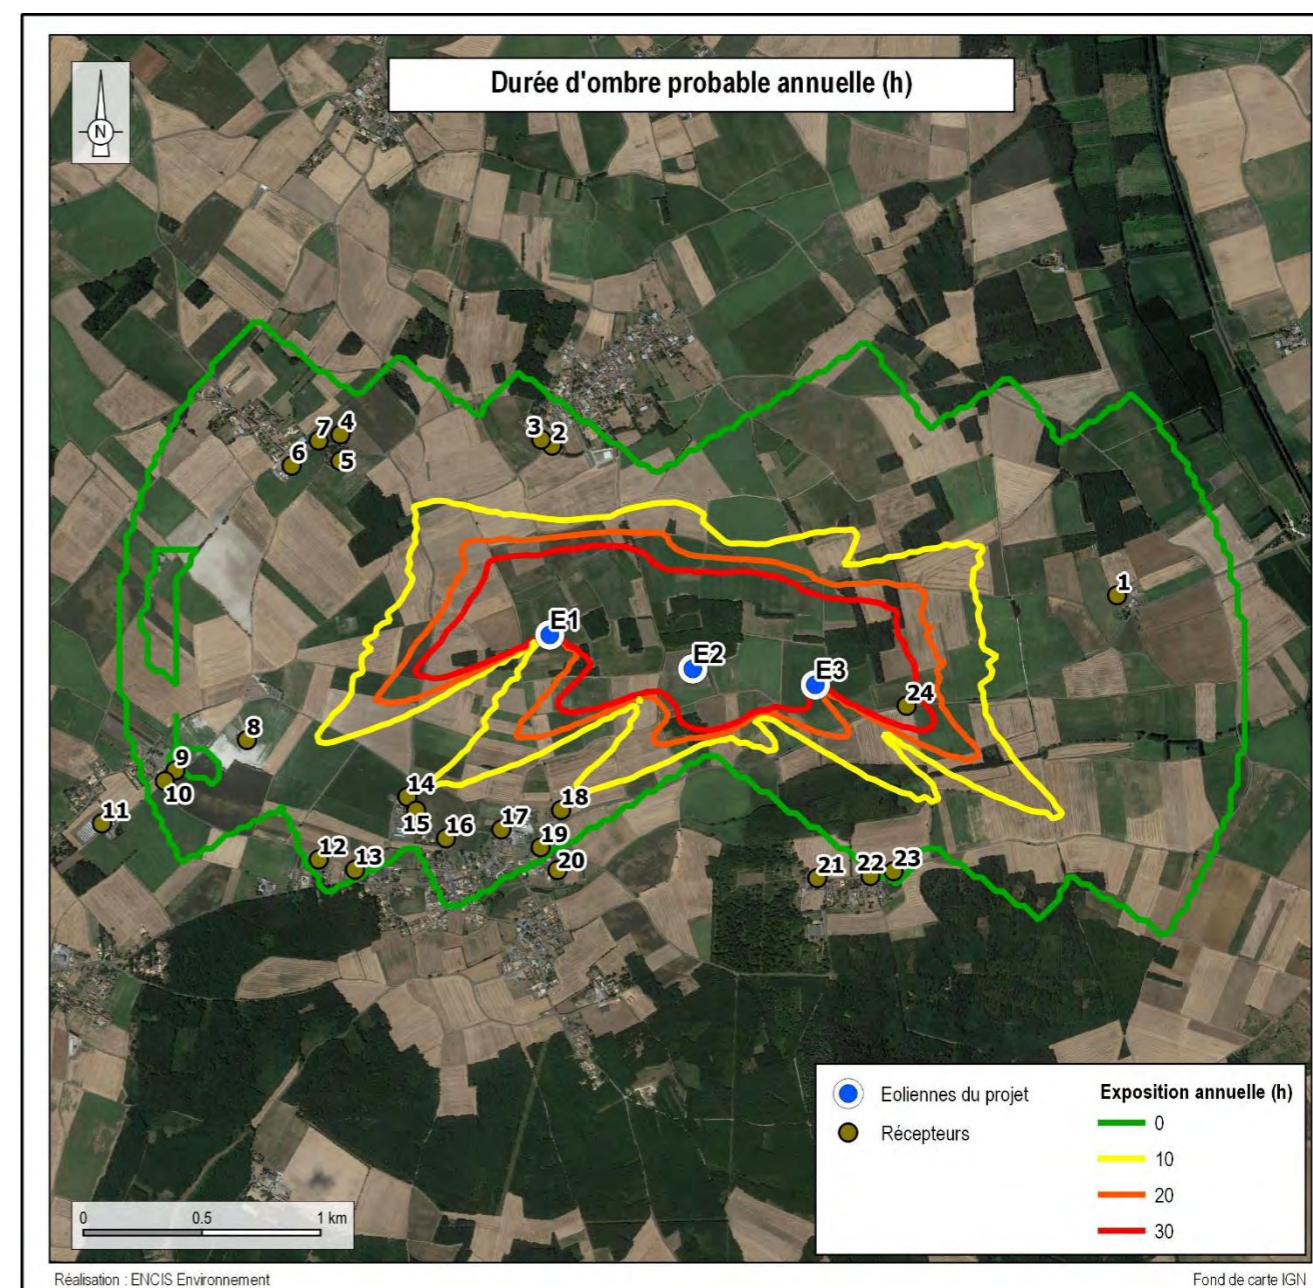 Durée d'ombre probable annuelle (h)
N
7 4
3 2
6 5
1
E1
E2
E3
24
8
9
10
11
14
15
18
17
16
19
12
13
20
21 22 23
Eoliennes du projet
Récepteurs
Exposition annuelle (h)
0
10
20
30
0 0.5 1 km
Réalisation : ENCIS Environnement
Fond de carte IGN